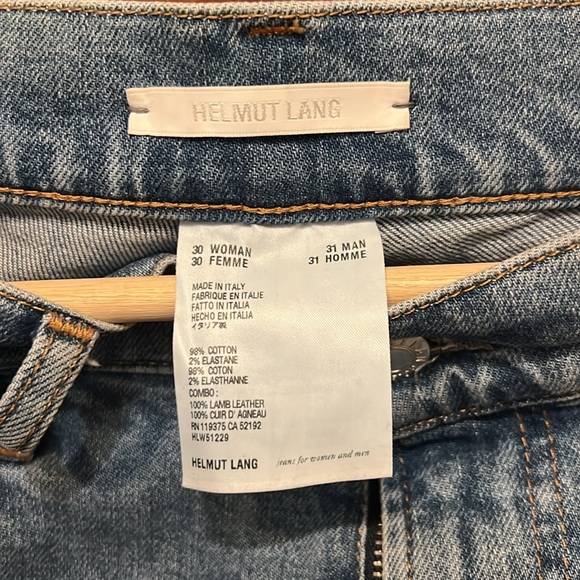 HELMUT LANG
30 WOMAN 31 MAN
30 FEMME 31 HOMME
MADE IN ITALY
FABRIQUE EN ITALIE
FATTO IN ITALIA
HECHO EN ITALIA
イタリア製
98% COTTON
2% ELASTANE
98% COTON
2% ELASTHANNE
COMBO:
100% LAMB LEATHER
100% CUIR D' AGNEAU
RN 119375 CA 52192
HLW51229
HELMUT LANG jeans for women and men